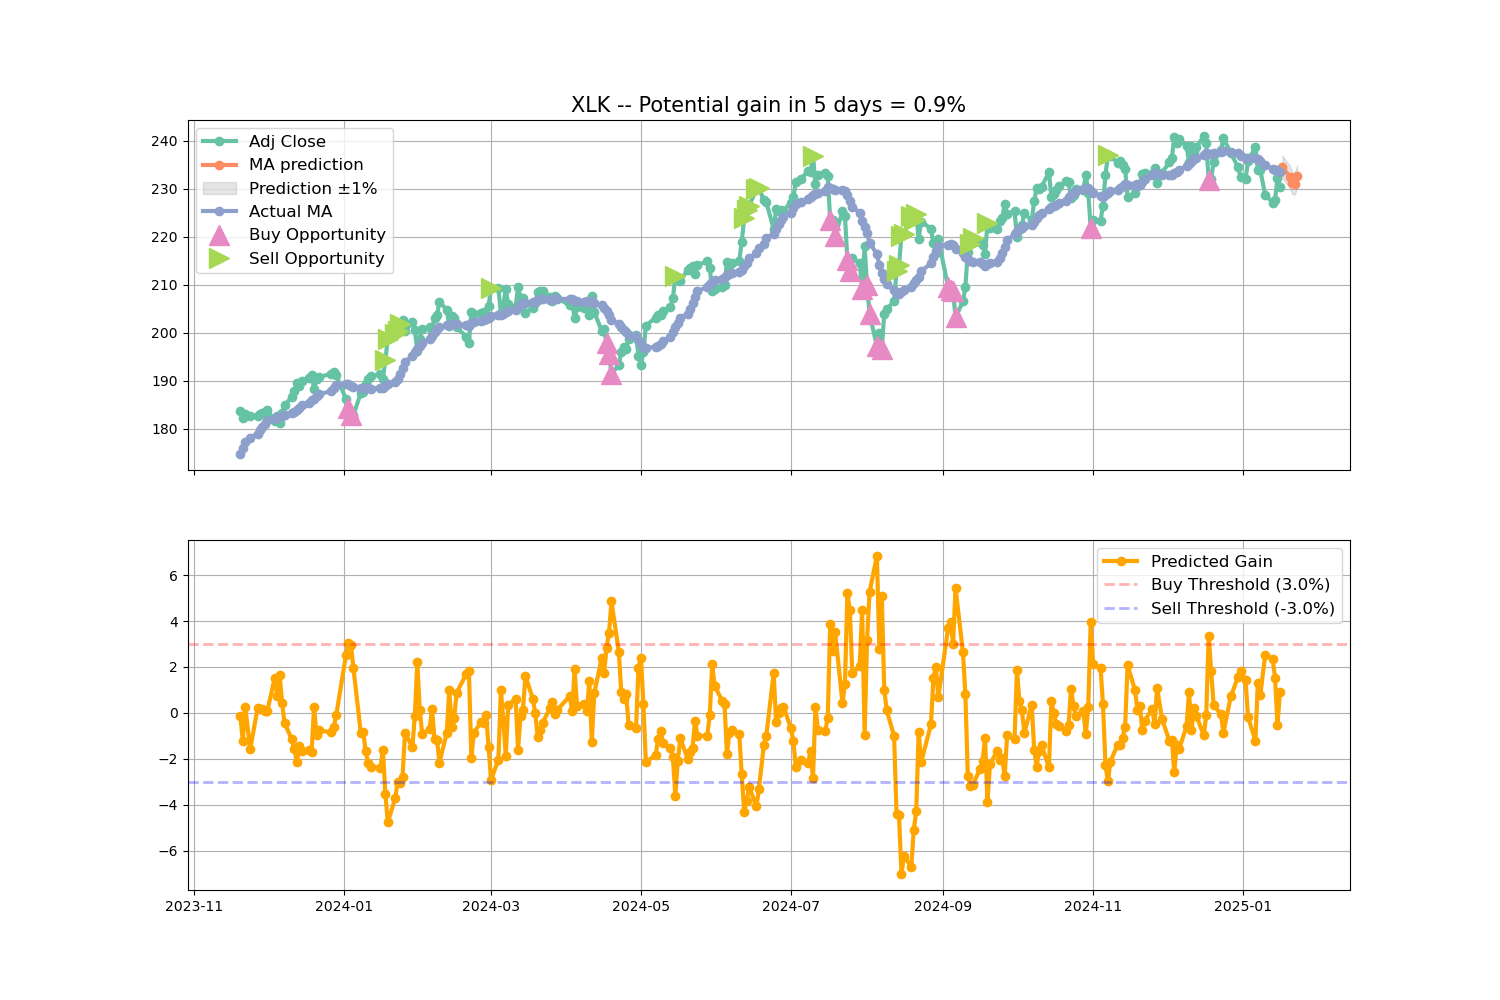 XLK -- Potential gain in 5 days = 0.9%
240
230
220
210
200
190
180
Adj Close
MA prediction
Prediction ±1%
Actual MA
Buy Opportunity
Sell Opportunity
6
4
2
0
−2
−4
−6
Predicted Gain
Buy Threshold (3.0%)
Sell Threshold (-3.0%)
2023-11 2024-01 2024-03 2024-05 2024-07 2024-09 2024-11 2025-01